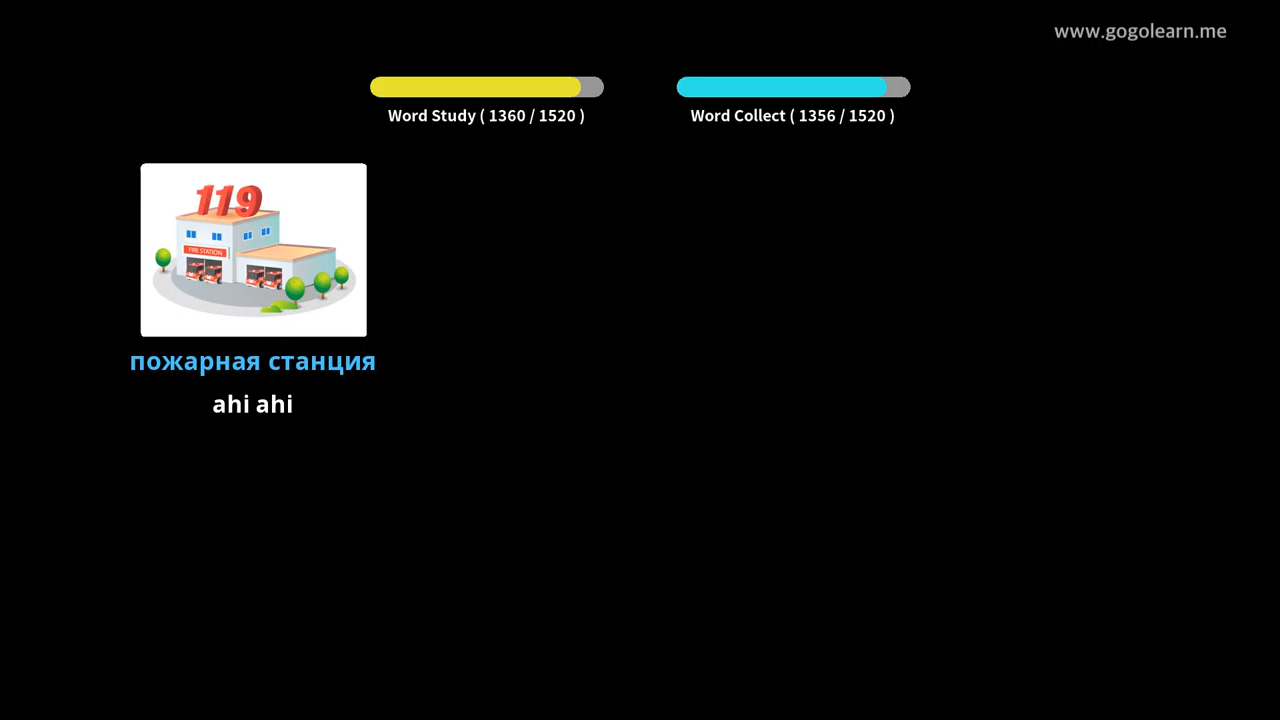 www.gogolearn.me
Word Study ( 1360 / 1520 )
Word Collect ( 1356 / 1520 )
119
FIRE STATION
пожарная станция
ahi ahi